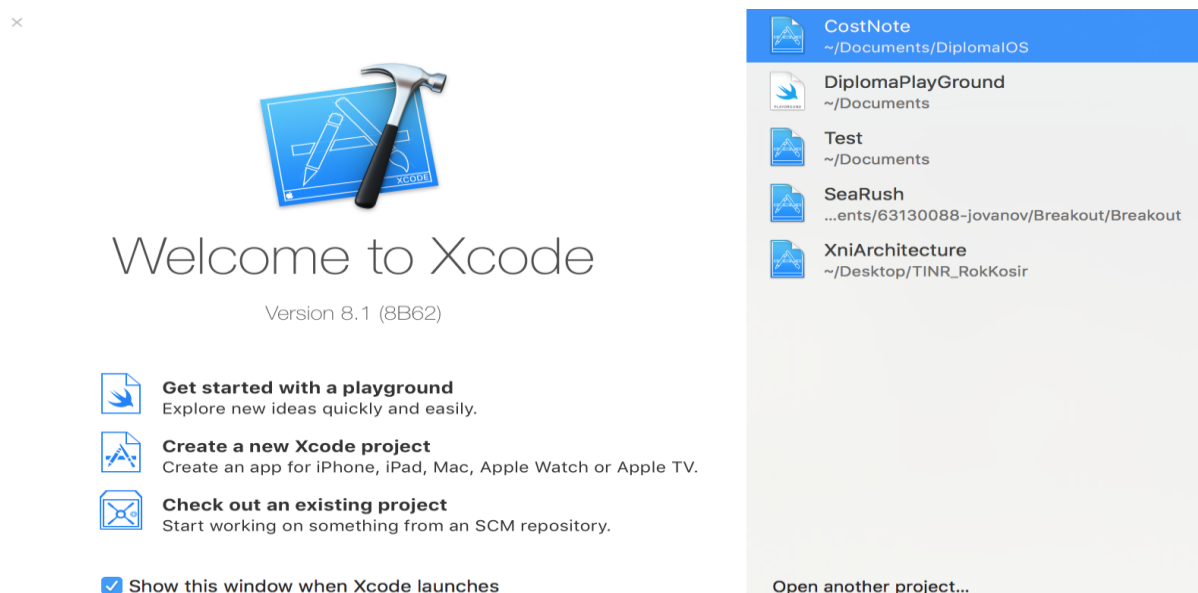 XCODE
Welcome to Xcode
Version 8.1 (8B62)
Get started with a playground
Explore new ideas quickly and easily.
Create a new Xcode project
Create an app for iPhone, iPad, Mac, Apple Watch or Apple TV.
Check out an existing project
Start working on something from an SCM repository.
Show this window when Xcode launches
CostNote
~/Documents/DiplomaIOS
DiplomaPlayGround
~/Documents
PLAYGROUND
Test
~/Documents
SeaRush
...ents/63130088-jovanov/Breakout/Breakout
XniArchitecture
~/Desktop/TINR_RokKosir
Open another project...